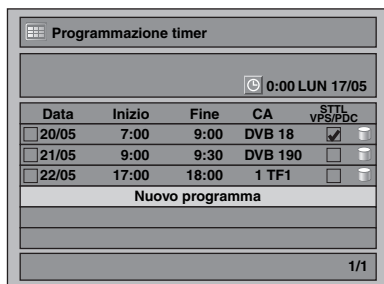 Programmazione timer
0:00 LUN 17/05
Data Inizio Fine CA STTL VPS/PDC
20/05 7:00 9:00 DVB 18
21/05 9:00 9:30 DVB 190
22/05 17:00 18:00 1 TF1
Nuovo programma
1/1